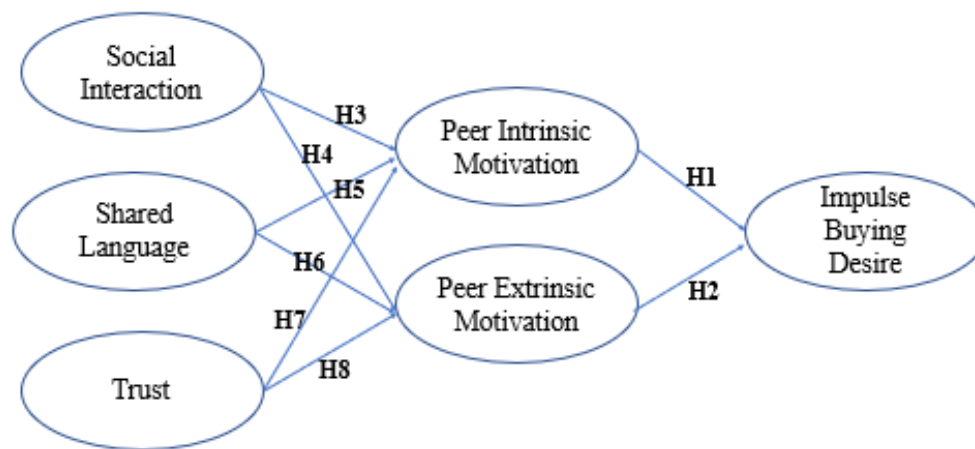 Social
Interaction
H3
Peer Intrinsic
Motivation
H4
H1
H5
Shared
Language
Impulse
Buying
Desire
H6
Peer Extrinsic
Motivation
H2
H7
H8
Trust